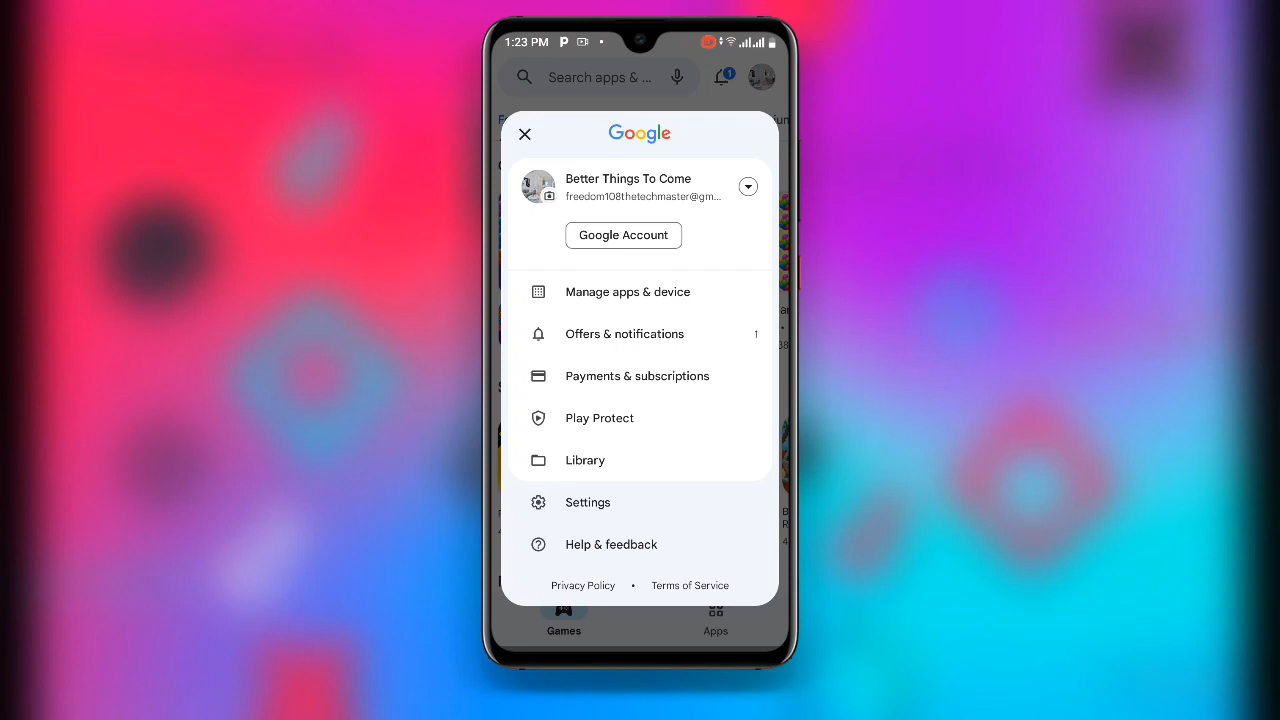 1:23 PM P
Search apps & ...
1
Google
Better Things To Come
freedom108thetechmaster@gm...
Google Account
Manage apps & device
Offers & notifications 1
Payments & subscriptions
Play Protect
Library
Settings
Help & feedback
Privacy Policy • Terms of Service
Games Apps